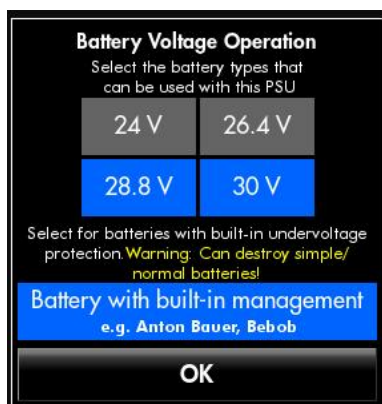 Battery Voltage Operation
Select the battery types that
can be used with this PSU
24 V
26.4 V
28.8 V
30 V
Select for batteries with built-in undervoltage
protection.Warning: Can destroy simple/
normal batteries!
Battery with built-in management
e.g. Anton Bauer, Bebob
OK